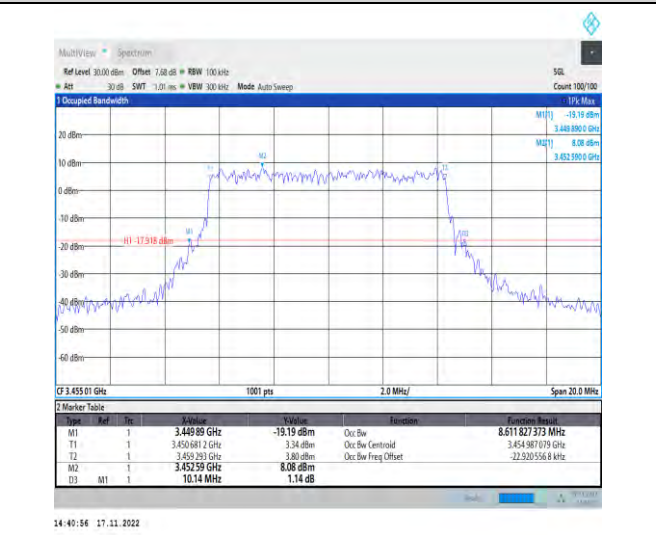 MultiView Spectrum
Ref Level 30.00 dBm Offset 7.68 dB RBW 100 kHz SGL
Att 30 dB SWT 1.01 ms VBW 300 kHz Mode Auto Sweep Count 100/100
1 Occupied Bandwidth 1Pk Max
M1[1] -19.19 dBm
3.449 890 0 GHz
20 dBm M2[1] 8.08 dBm
3.452 590 0 GHz
M2
10 dBm T1 T2
0 dBm
-10 dBm
M1 D3
H1 -17.918 dBm
-20 dBm
-30 dBm
-40 dBm
-50 dBm
-60 dBm
CF 3.455 01 GHz 1001 pts 2.0 MHz/ Span 20.0 MHz
2 Marker Table
Type Ref Trc X-Value Y-Value Function Function Result
M1 1 3.449 89 GHz -19.19 dBm Occ Bw 8.611 827 373 MHz
T1 1 3.450 681 2 GHz 3.34 dBm Occ Bw Centroid 3.454 987 079 GHz
T2 1 3.459 293 GHz 3.80 dBm Occ Bw Freq Offset -22.920 556 8 kHz
M2 1 3.452 59 GHz 8.08 dBm
D3 M1 1 10.14 MHz 1.14 dB
14:40:56 17.11.2022